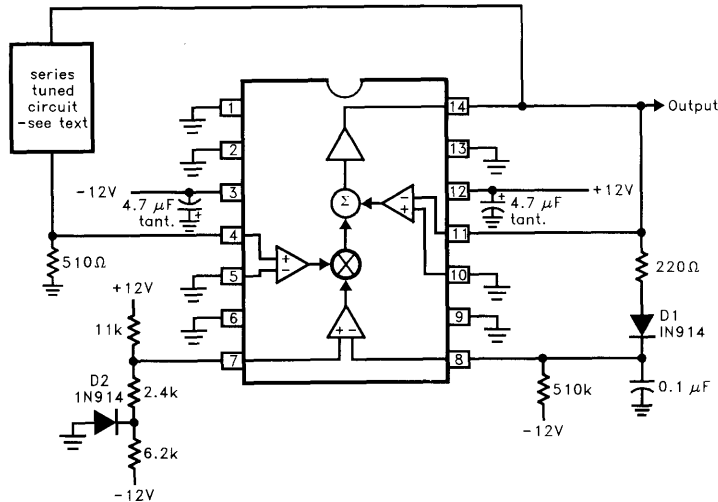 series
tuned
circuit
-see text
1
2
3
4
5
6
7
14
13
12
11
10
9
8
Output
-12V
4.7 μF
tant.
+
+12V
4.7 μF
tant.
+
510Ω
+12V
11k
2.4k
D2
1N914
6.2k
-12V
Σ
+
-
-
+
+ -
220Ω
D1
1N914
510k
-12V
0.1 μF